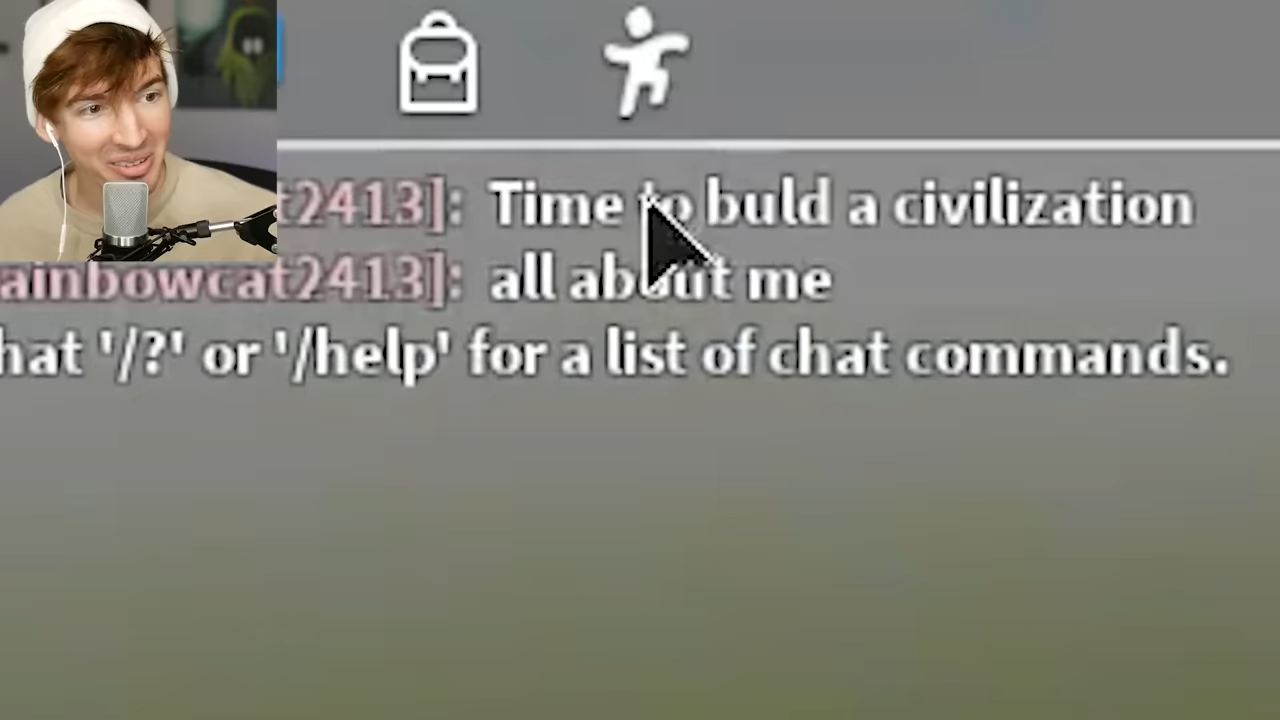 t2413]: Time to buld a civilization
ainbowcat2413]: all about me
hat '/?' or '/help' for a list of chat commands.